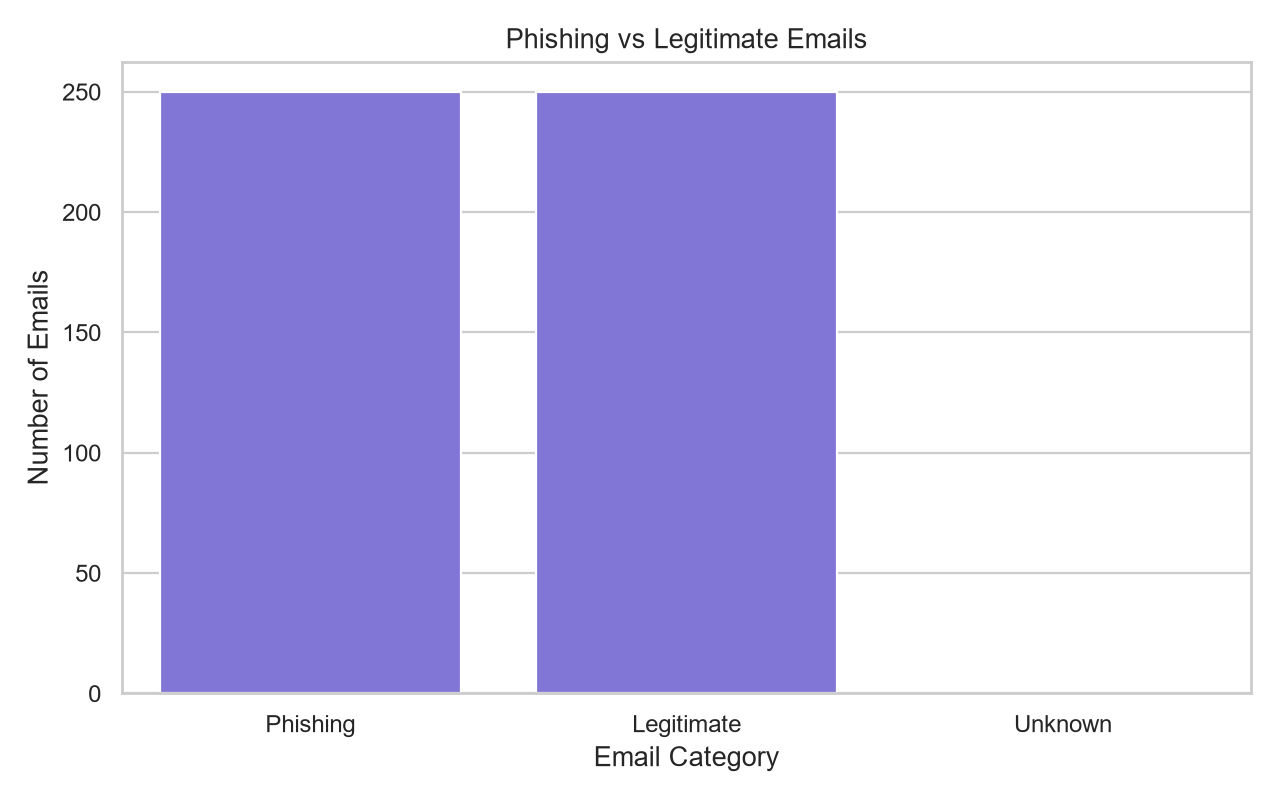 Phishing vs Legitimate Emails
Number of Emails
250
200
150
100
50
0
Phishing
Legitimate
Unknown
Email Category